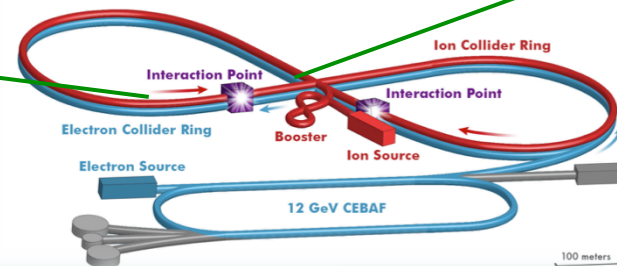 Ion Collider Ring
Interaction Point
Interaction Point
Electron Collider Ring
Booster
Ion Source
Electron Source
12 GeV CEBAF
100 meters